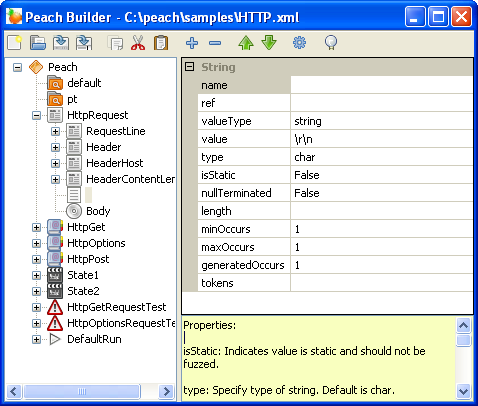 Peach Builder - C:\peach\samples\HTTP.xml
Peach
default
pt
HttpRequest
RequestLine
Header
HeaderHost
HeaderContentLen
Body
HttpGet
HttpOptions
HttpPost
State1
State2
HttpGetRequestTest
HttpOptionsRequestTe
DefaultRun
String
name
ref
valueType string
value \r\n
type char
isStatic False
nullTerminated False
length
minOccurs 1
maxOccurs 1
generatedOccurs 1
tokens
Properties:
isStatic: Indicates value is static and should not be
fuzzed.
type: Specify type of string. Default is char.